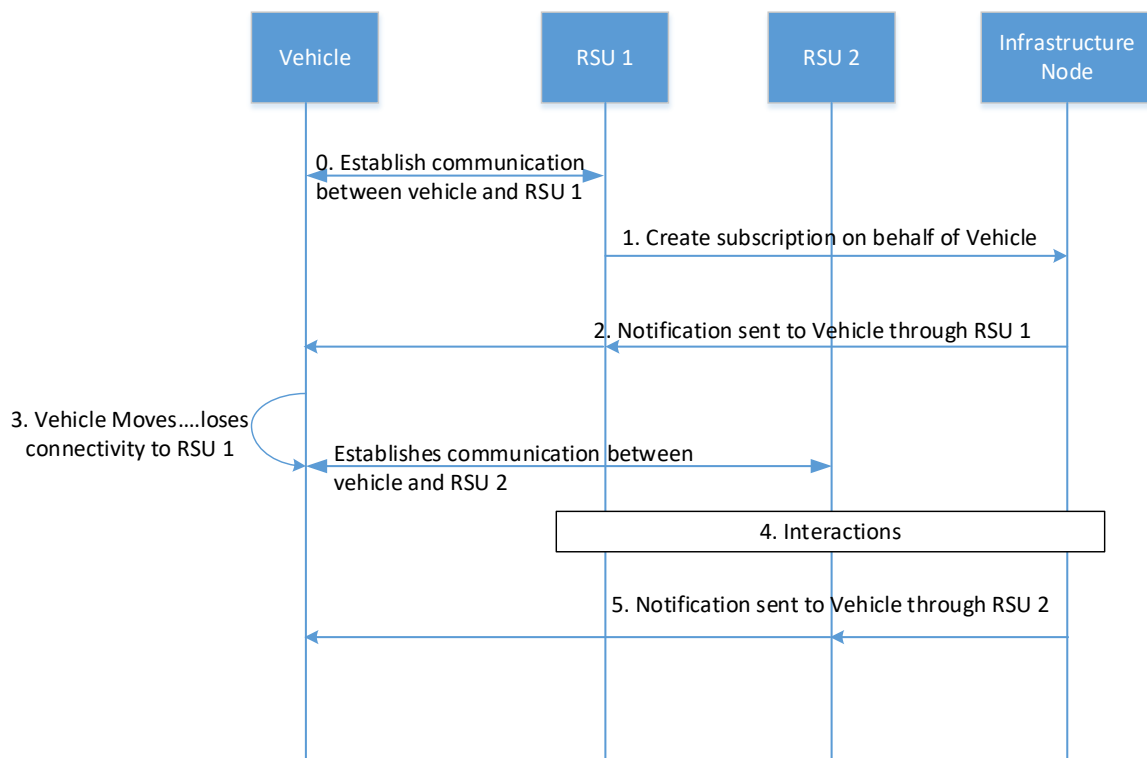 Vehicle
RSU 1
RSU 2
Infrastructure
Node
0. Establish communication
between vehicle and RSU 1
1. Create subscription on behalf of Vehicle
2. Notification sent to Vehicle through RSU 1
3. Vehicle Moves....loses
connectivity to RSU 1
Establishes communication between
vehicle and RSU 2
4. Interactions
5. Notification sent to Vehicle through RSU 2